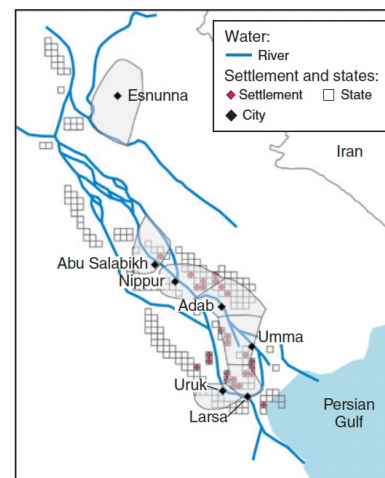 Water:
River
Settlement and states:
Settlement
State
City
Esnunna
Iran
Abu Salabikh
Nippur
Adab
Umma
Uruk
Larsa
Persian
Gulf